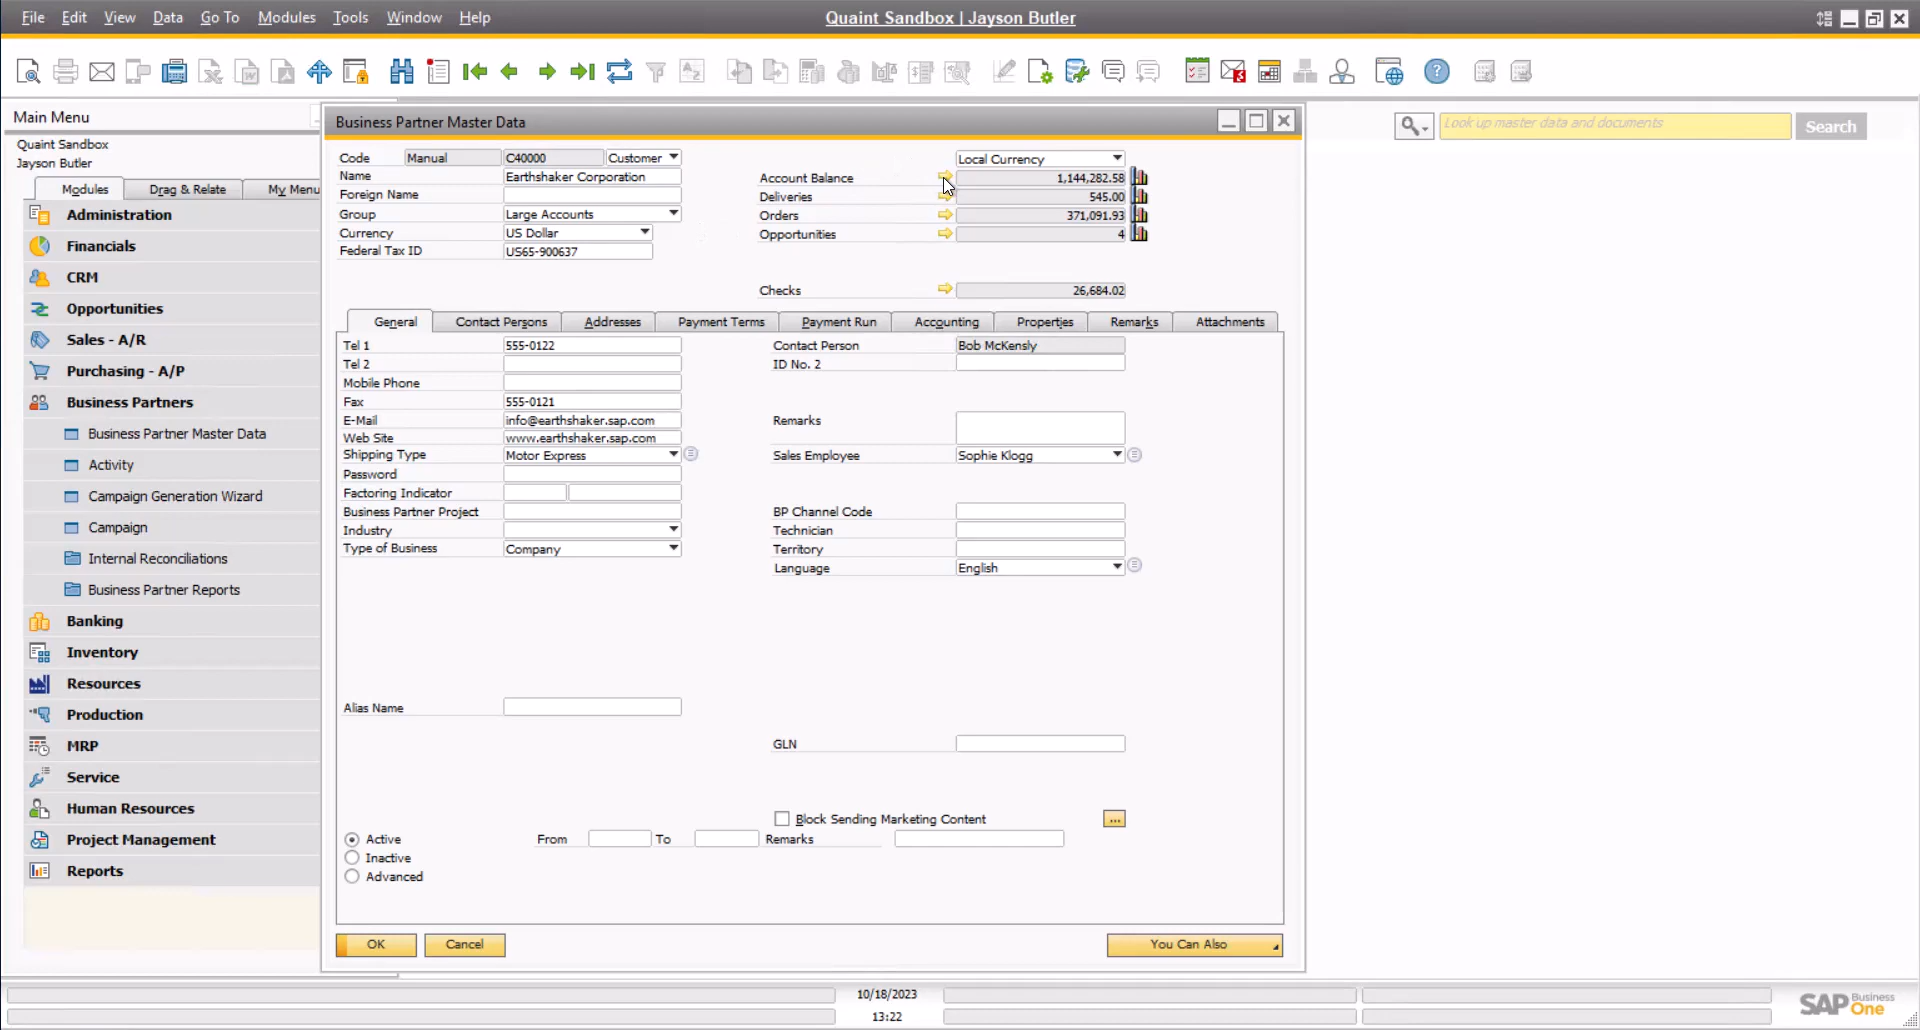 File Edit View Data Go To Modules Tools Window Help
Quaint Sandbox | Jayson Butler
Main Menu
Quaint Sandbox
Jayson Butler
Modules Drag & Relate My Menu
Administration
Financials
CRM
Opportunities
Sales - A/R
Purchasing - A/P
Business Partners
Business Partner Master Data
Activity
Campaign Generation Wizard
Campaign
Internal Reconciliations
Business Partner Reports
Banking
Inventory
Resources
Production
MRP
Service
Human Resources
Project Management
Reports
Business Partner Master Data
Look up master data and documents
Search
Code Manual C40000 Customer
Name Earthshaker Corporation
Foreign Name
Group Large Accounts
Currency US Dollar
Federal Tax ID US65-900637
Local Currency
Account Balance 1,144,282.58
Deliveries 545.00
Orders 371,091.93
Opportunities 4
Checks 26,684.02
General Contact Persons Addresses Payment Terms Payment Run Accounting Properties Remarks Attachments
Tel 1 555-0122
Tel 2
Mobile Phone
Fax 555-0121
E-Mail info@earthshaker.sap.com
Web Site www.earthshaker.sap.com
Shipping Type Motor Express
Password
Factoring Indicator
Business Partner Project
Industry
Type of Business Company
Alias Name
Contact Person Bob McKensly
ID No. 2
Remarks
Sales Employee Sophie Klogg
BP Channel Code
Technician
Territory
Language English
GLN
Block Sending Marketing Content ...
Active From To Remarks
Inactive
Advanced
OK Cancel You Can Also
10/18/2023
13:22
SAP Business One